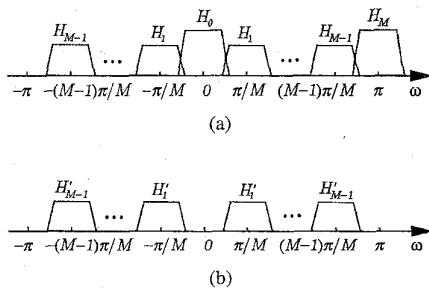 H_{M-1} ... H_1 H_0 H_1 ... H_{M-1} H_M
-π -(M-1)π/M -π/M 0 π/M (M-1)π/M π ω
(a)
H'_{M-1} ... H'_1 H'_1 ... H'_{M-1}
-π -(M-1)π/M -π/M 0 π/M (M-1)π/M π ω
(b)